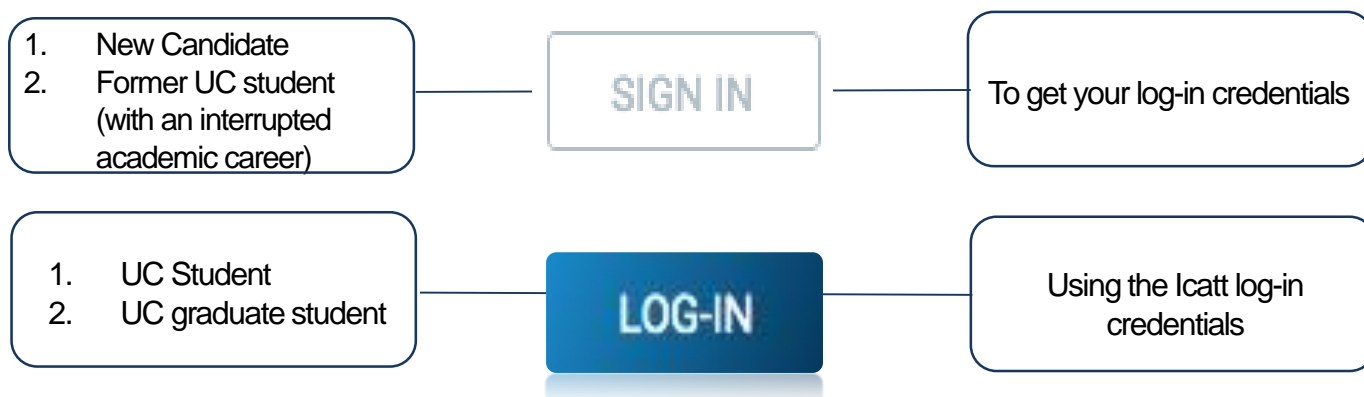 1. New Candidate
2. Former UC student
(with an interrupted
academic career)
SIGN IN
To get your log-in credentials
1. UC Student
2. UC graduate student
LOG-IN
Using the Icatt log-in
credentials